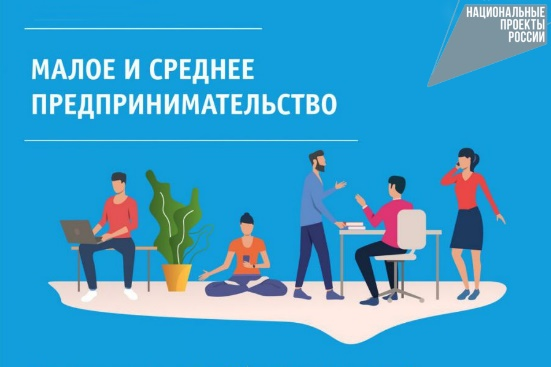 НАЦИОНАЛЬНЫЕ
ПРОЕКТЫ
РОССИИ
МАЛОЕ И СРЕДНЕЕ
ПРЕДПРИНИМАТЕЛЬСТВО